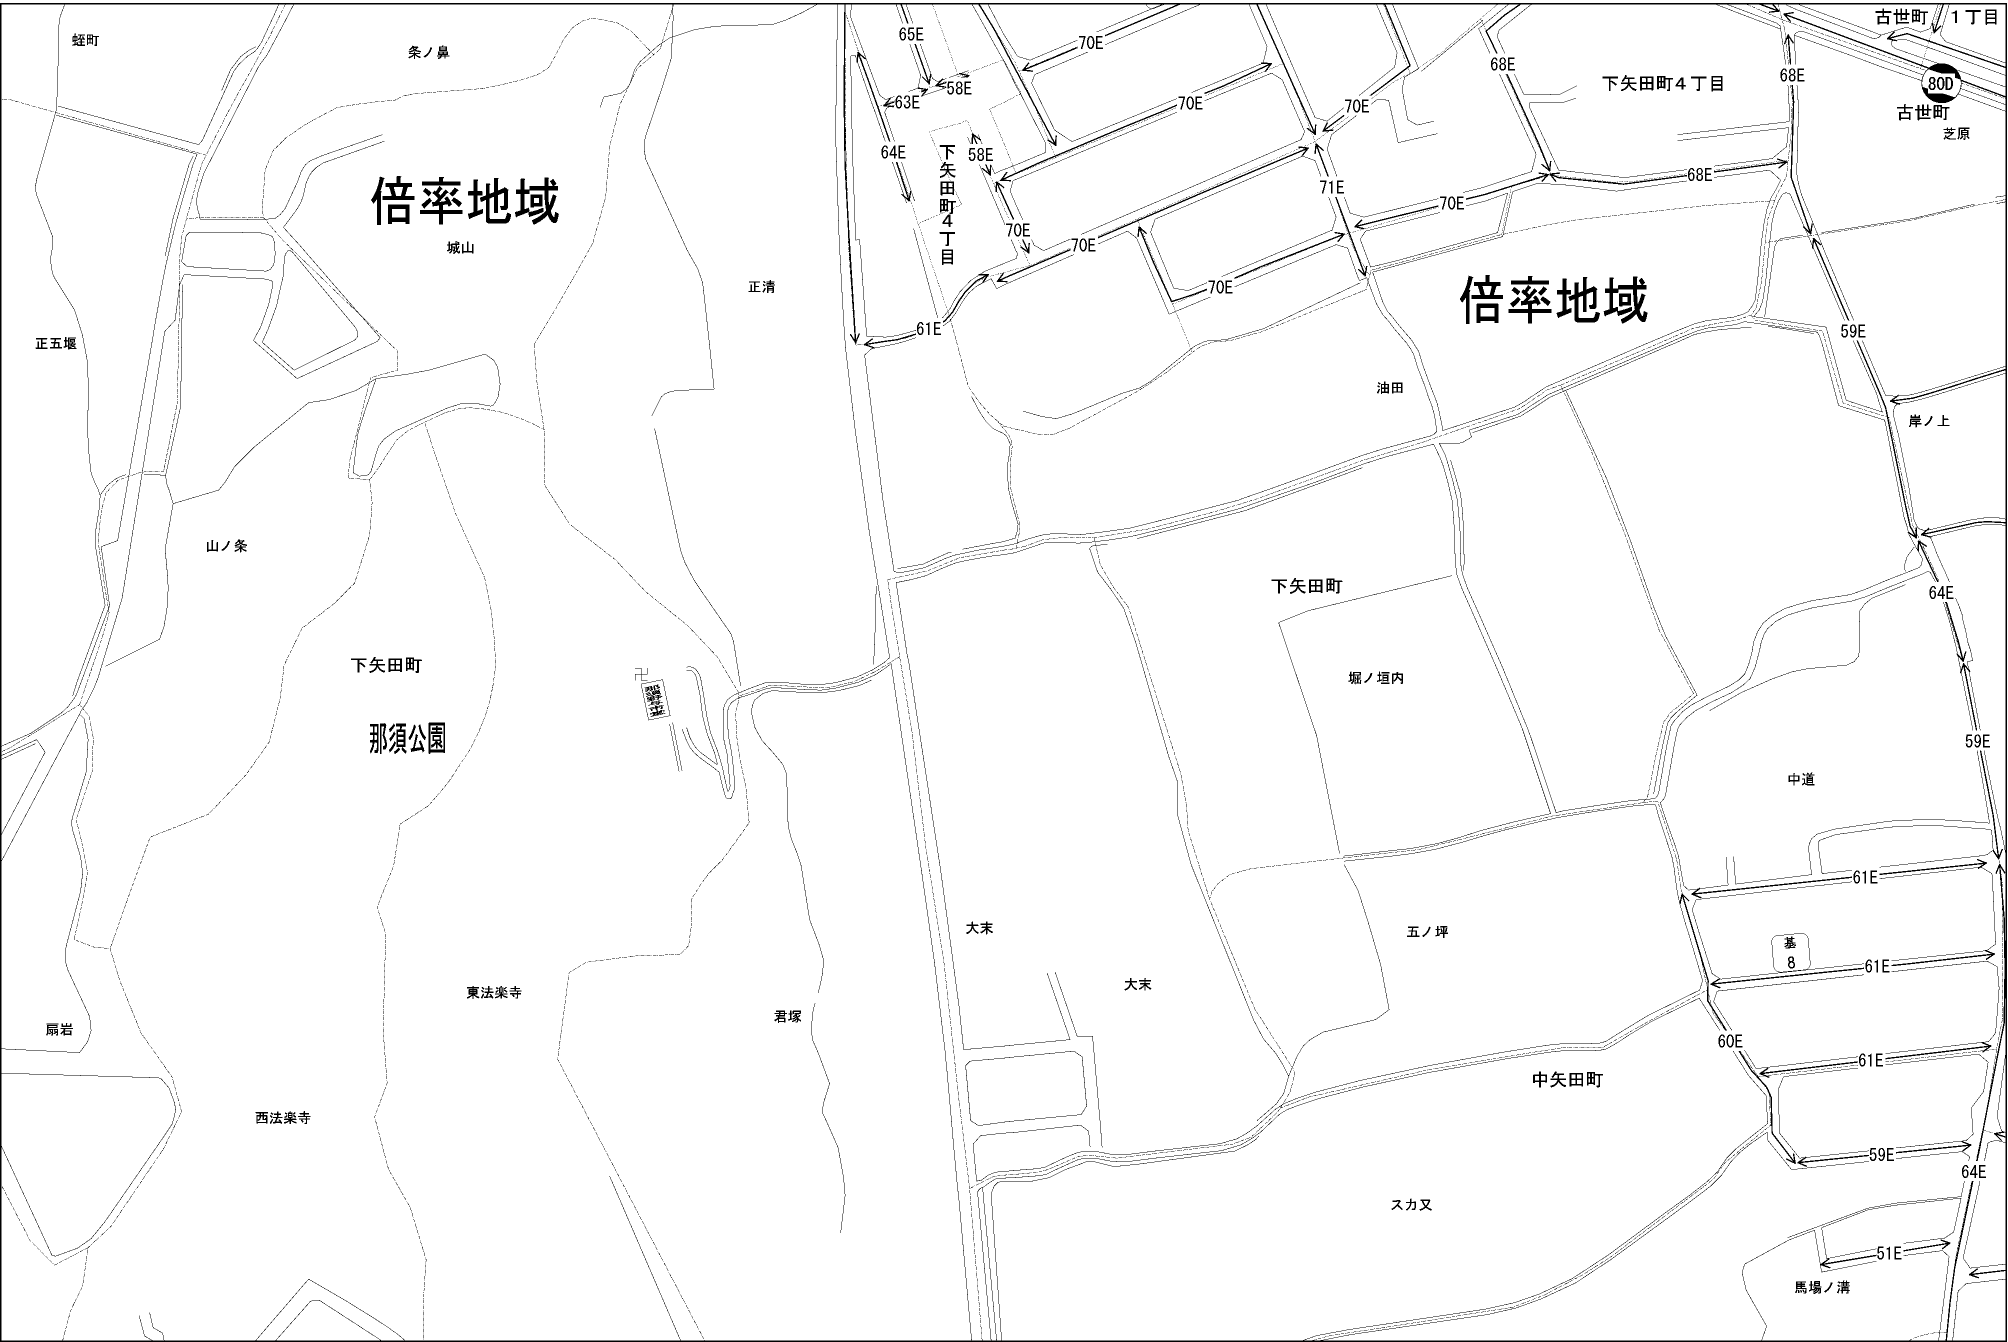 古世町
1丁目
蛭町
条ノ鼻
65E
70E
68E
68E
下矢田町4丁目
80D
古世町
芝原
58E
63E
70E
70E
64E
下矢田町4丁目
58E
71E
70E
68E
倍率地域
城山
70E
70E
正清
70E
倍率地域
61E
59E
正五堰
油田
岸ノ上
山ノ条
下矢田町
64E
下矢田町
堀ノ垣内
那須公園
59E
中道
61E
大末
五ノ坪
基
8
61E
大末
東法楽寺
君塚
扇岩
60E
61E
中矢田町
西法楽寺
59E
64E
スカ又
51E
馬場ノ溝